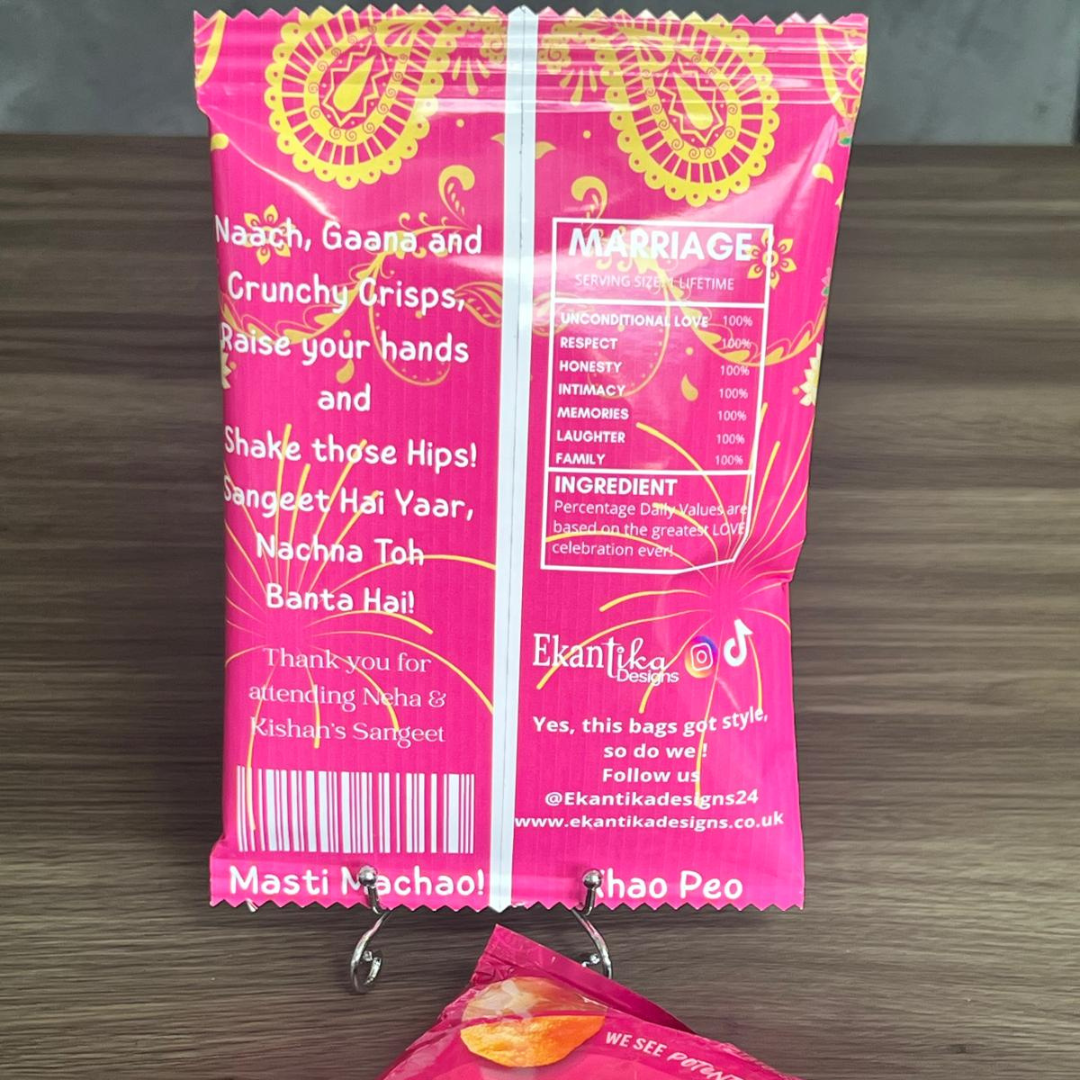 Naach, Gaana and
Crunchy Crisps,
Raise your hands
and
Shake those Hips!
Sangeet Hai Yaar,
Nachna Toh
Banta Hai!
Thank you for
attending Neha &
Kishan's Sangeet
Masti Machao!
MARRIAGE
SERVING SIZE: 1 LIFETIME
UNCONDITIONAL LOVE 100%
RESPECT 100%
HONESTY 100%
INTIMACY 100%
MEMORIES 100%
LAUGHTER 100%
FAMILY 100%
INGREDIENT
Percentage Daily Values are
based on the greatest LOVE
celebration ever!
Ekantika
Designs
Yes, this bags got style,
so do we !
Follow us
@Ekantikadesigns24
www.ekantikadesigns.co.uk
Khao Peo
WE SEE